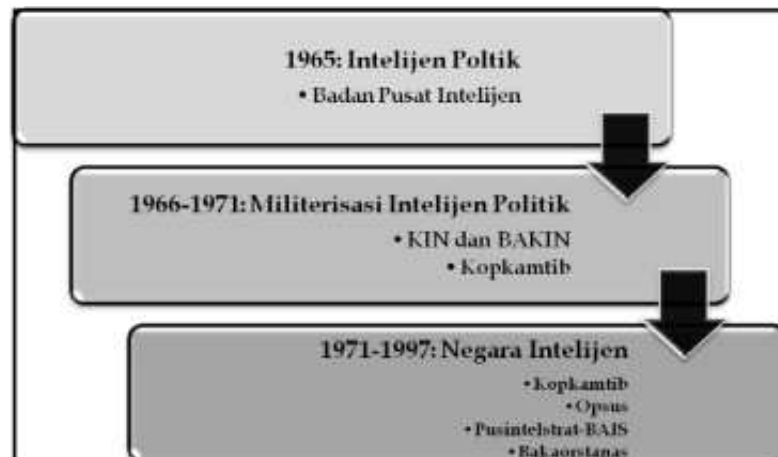 1965: Intelijen Poltik
• Badan Pusat Intelijen
1966-1971: Militerisasi Intelijen Politik
• KIN dan BAKIN
• Kopkamtib
1971-1997: Negara Intelijen
• Kopkamtib
• Opsus
• Pusintelstrat-BAIS
• Bakaorstanas